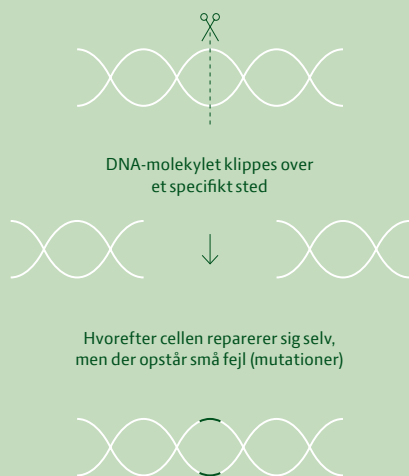 DNA-molekylet klippes over
et specifikt sted
Hvorefter cellen reparerer sig selv,
men der opstår små fejl (mutationer)